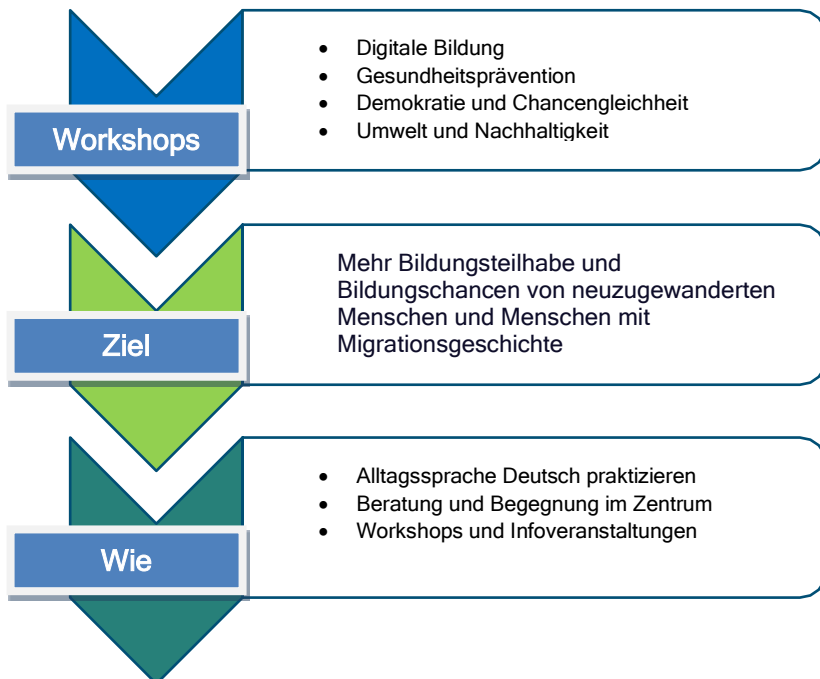 Workshops
• Digitale Bildung
• Gesundheitsprävention
• Demokratie und Chancengleichheit
• Umwelt und Nachhaltigkeit
Ziel
Mehr Bildungsteilhabe und
Bildungschancen von neuzugewanderten
Menschen und Menschen mit
Migrationsgeschichte
Wie
• Alltagssprache Deutsch praktizieren
• Beratung und Begegnung im Zentrum
• Workshops und Infoveranstaltungen